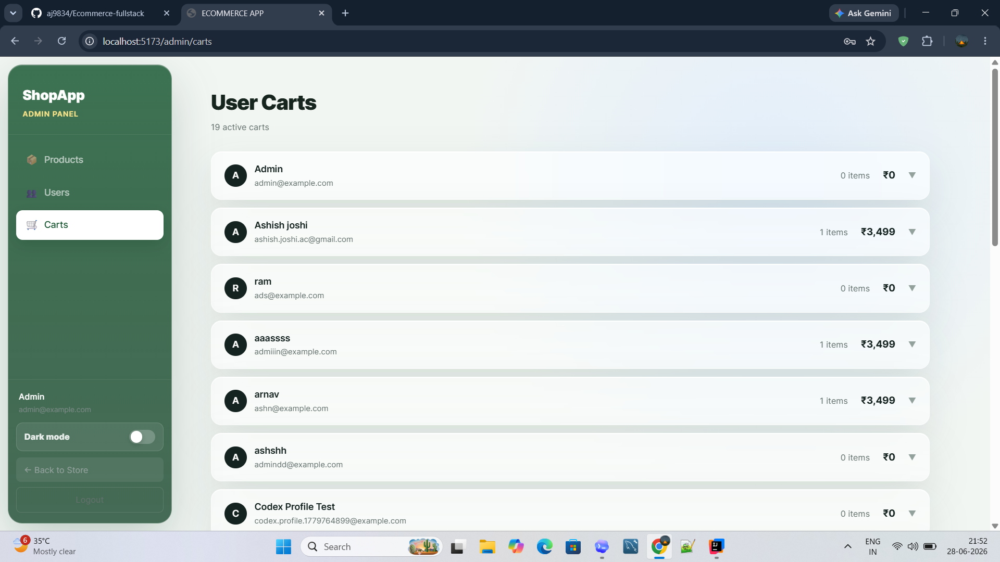 aj9834/Ecommerce-fullstack
ECOMMERCE APP
Ask Gemini
localhost:5173/admin/carts
ShopApp
ADMIN PANEL
Products
Users
Carts
Admin
admin@example.com
Dark mode
← Back to Store
Logout
User Carts
19 active carts
A
Admin
admin@example.com
0 items ₹0 ▼
A
Ashish joshi
ashish.joshi.ac@gmail.com
1 items ₹3,499 ▼
R
ram
ads@example.com
0 items ₹0 ▼
A
aaassss
admiiin@example.com
1 items ₹3,499 ▼
A
arnav
ashn@example.com
1 items ₹3,499 ▼
A
ashshh
admindd@example.com
0 items ₹0 ▼
C
Codex Profile Test
codex.profile.1779764899@example.com
0 items ₹0 ▼
6
35°C
Mostly clear
Search
IJ
ENG
IN
21:52
28-06-2026